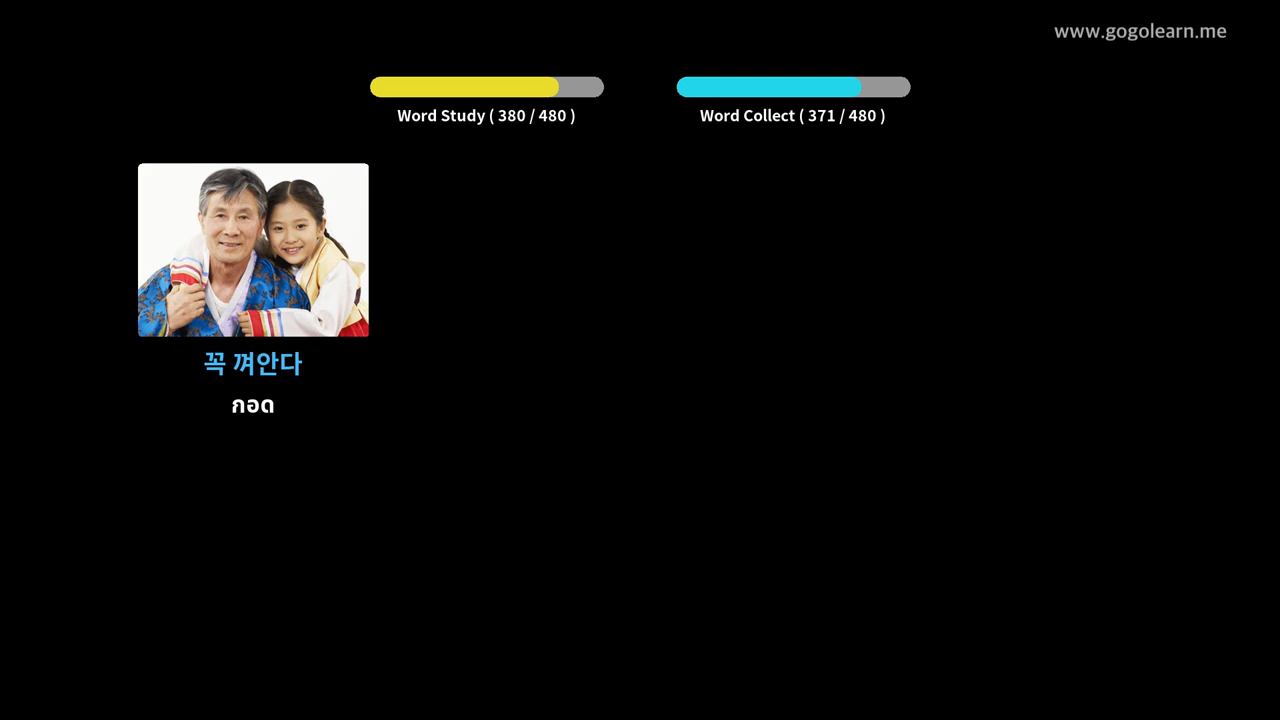 www.gogolearn.me
Word Study ( 380 / 480 )
Word Collect ( 371 / 480 )
꼭 껴안다
กอด